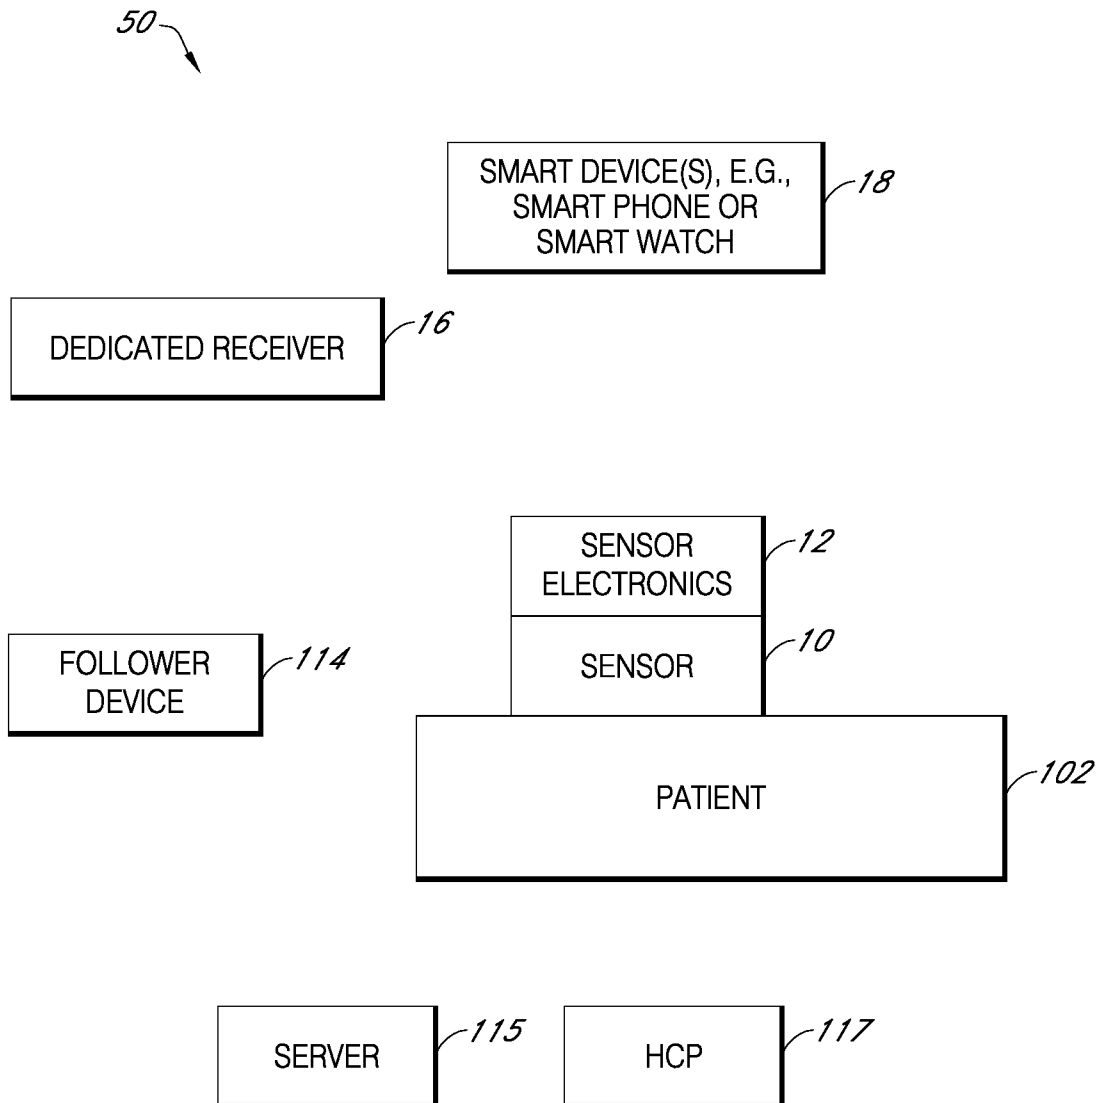 50
SMART DEVICE(S), E.G.,
SMART PHONE OR
SMART WATCH
18
DEDICATED RECEIVER
16
SENSOR
ELECTRONICS
12
SENSOR
10
FOLLOWER
DEVICE
114
PATIENT
102
SERVER
115
HCP
117